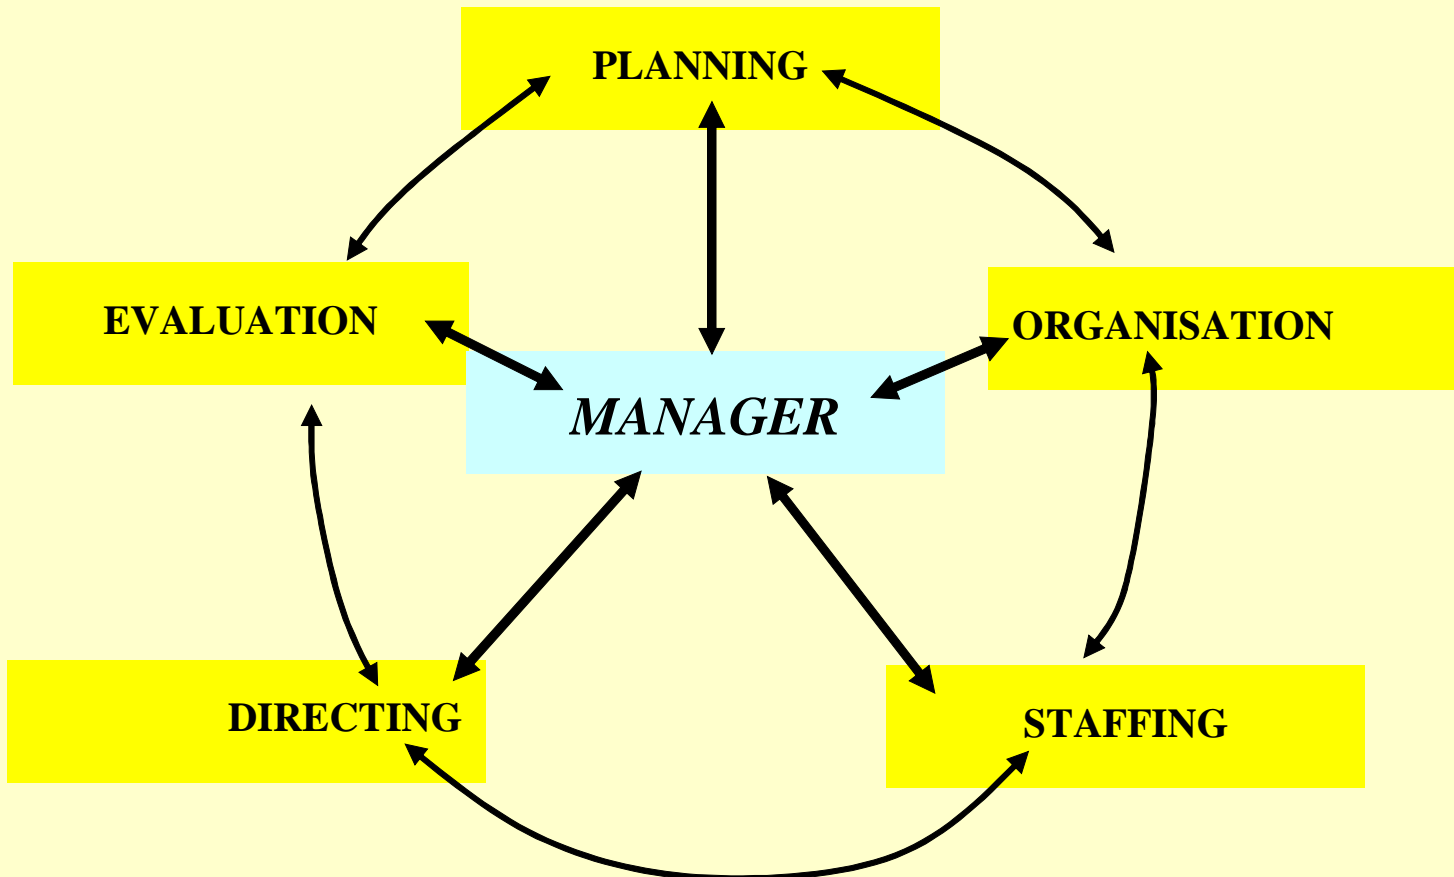 PLANNING
EVALUATION
ORGANISATION
MANAGER
DIRECTING
STAFFING